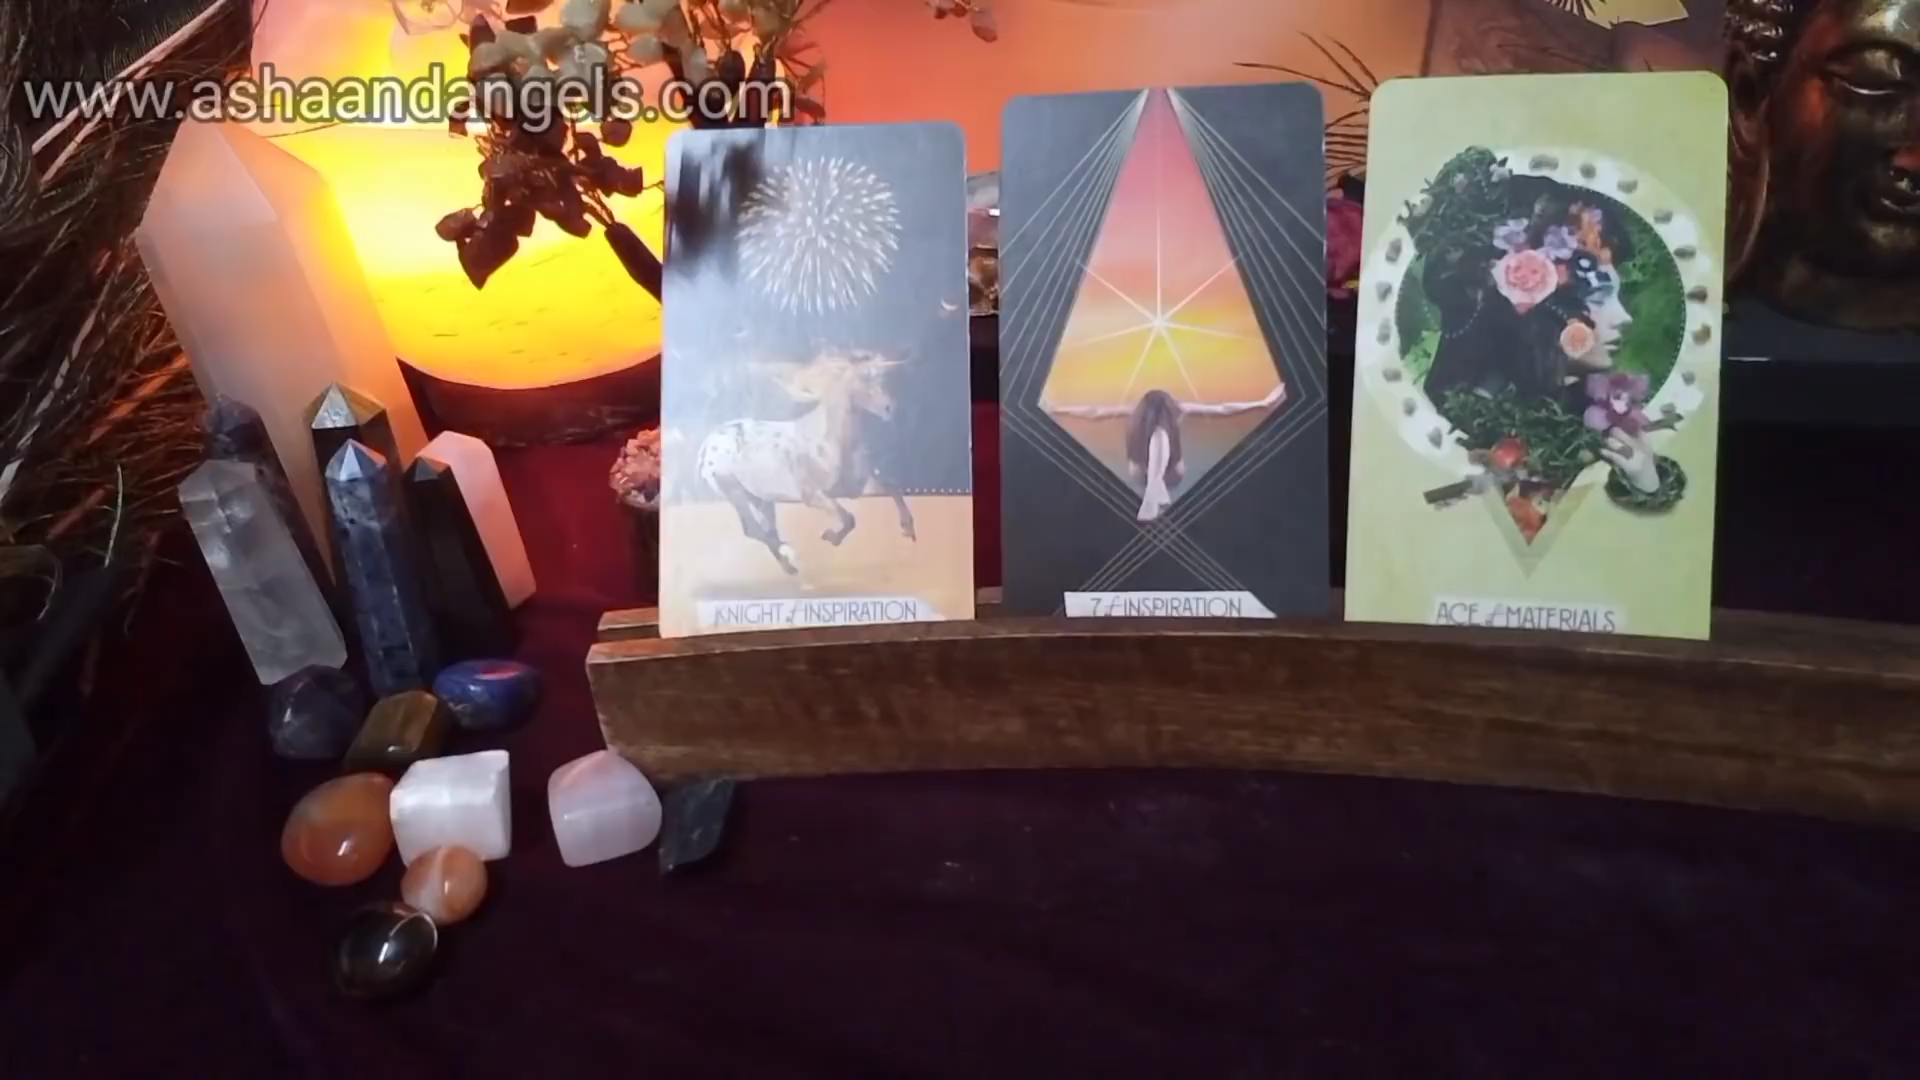 www.ashaandangels.com
KNIGHT of INSPIRATION
7 of INSPIRATION
ACE of MATERIALS